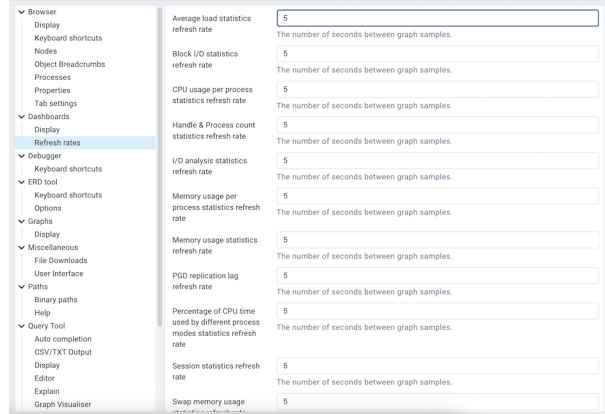 Browser
Display
Keyboard shortcuts
Nodes
Object Breadcrumbs
Processes
Properties
Tab settings
Dashboards
Display
Refresh rates
Debugger
Keyboard shortcuts
ERD tool
Keyboard shortcuts
Options
Graphs
Display
Miscellaneous
File Downloads
User Interface
Paths
Binary paths
Help
Query Tool
Auto completion
CSV/TXT Output
Display
Editor
Explain
Graph Visualiser
Average load statistics
refresh rate
5
The number of seconds between graph samples.
Block I/O statistics
refresh rate
5
The number of seconds between graph samples.
CPU usage per process
statistics refresh rate
5
The number of seconds between graph samples.
Handle & Process count
statistics refresh rate
5
The number of seconds between graph samples.
I/O analysis statistics
refresh rate
5
The number of seconds between graph samples.
Memory usage per
process statistics refresh
rate
5
The number of seconds between graph samples.
Memory usage statistics
refresh rate
5
The number of seconds between graph samples.
PGD replication lag
refresh rate
5
The number of seconds between graph samples.
Percentage of CPU time
used by different process
modes statistics refresh
rate
5
The number of seconds between graph samples.
Session statistics refresh
rate
5
The number of seconds between graph samples.
Swap memory usage
5